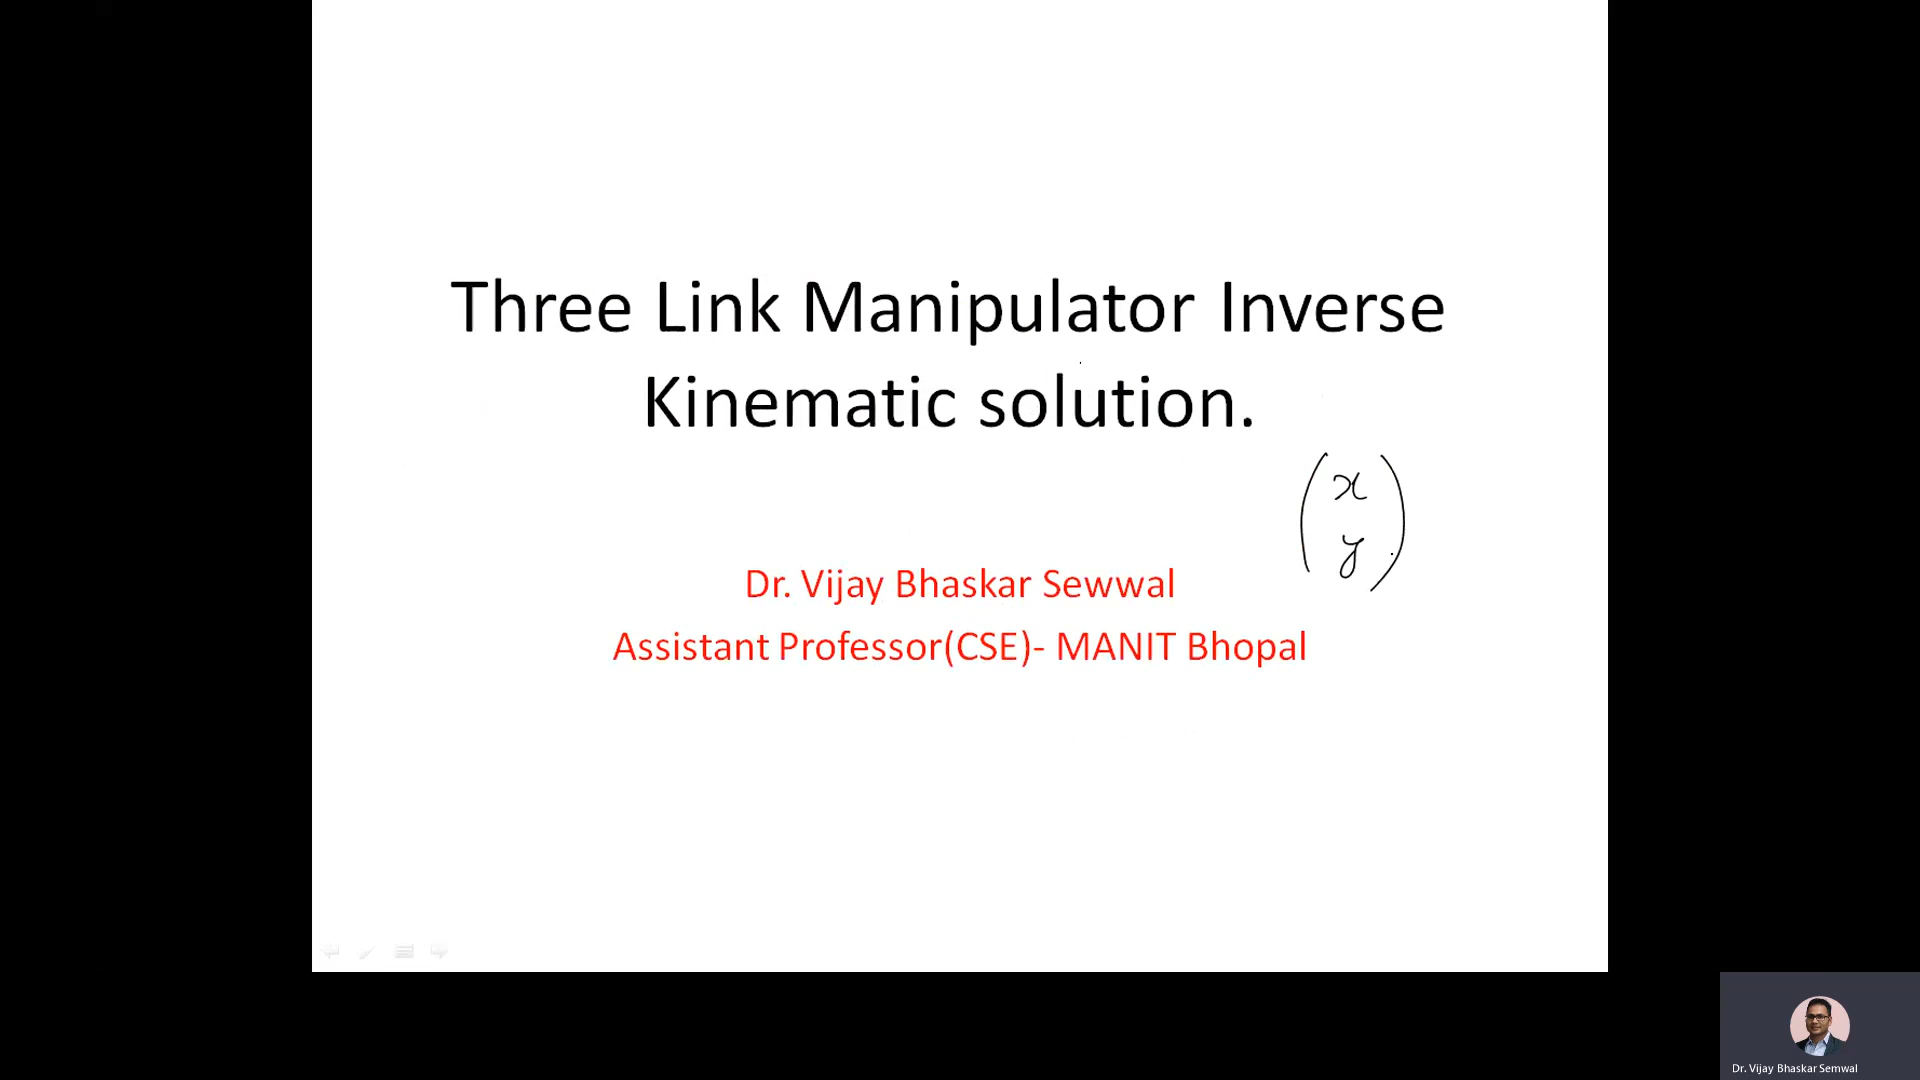 Three Link Manipulator Inverse
Kinematic solution.
x
y
Dr. Vijay Bhaskar Sewwal
Assistant Professor(CSE)- MANIT Bhopal
Dr. Vijay Bhaskar Semwal